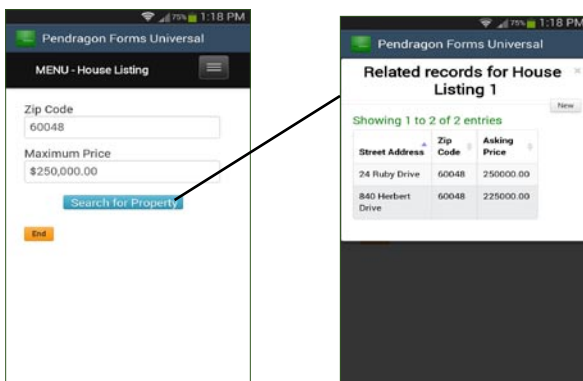 75% 1:18 PM
Pendragon Forms Universal
MENU - House Listing
Zip Code
60048
Maximum Price
$250,000.00
Search for Property
End
75% 1:18 PM
Pendragon Forms Universal
Related records for House
Listing 1
×
New
Showing 1 to 2 of 2 entries
Street Address Zip Code Asking Price
24 Ruby Drive 60048 250000.00
840 Herbert Drive 60048 225000.00